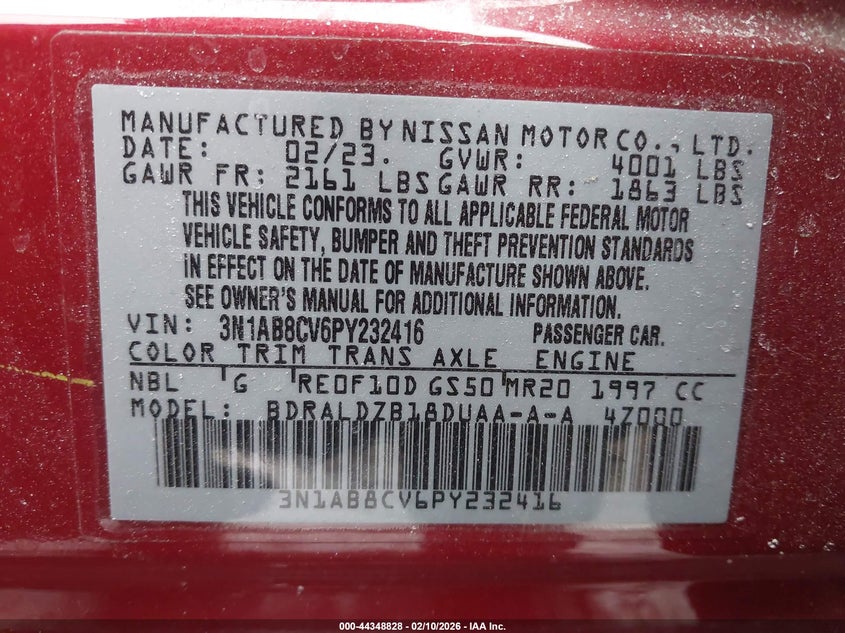 MANUFACTURED BY NISSAN MOTOR CO., LTD.
DATE: 02/23. GVWR: 4001 LBS
GAWR FR: 2161 LBS GAWR RR: 1863 LBS
THIS VEHICLE CONFORMS TO ALL APPLICABLE FEDERAL MOTOR
VEHICLE SAFETY, BUMPER AND THEFT PREVENTION STANDARDS
IN EFFECT ON THE DATE OF MANUFACTURE SHOWN ABOVE.
SEE OWNER'S MANUAL FOR ADDITIONAL INFORMATION.
VIN: 3N1AB8CV6PY232416 PASSENGER CAR.
COLOR TRIM TRANS AXLE ENGINE
NBL G RE0F10D GS50 MR20 1997 CC
MODEL: BDRALDZB18DUAA-A-A 4Z000
3N1AB8CV6PY232416
000-44348828 - 02/10/2026 - IAA Inc.